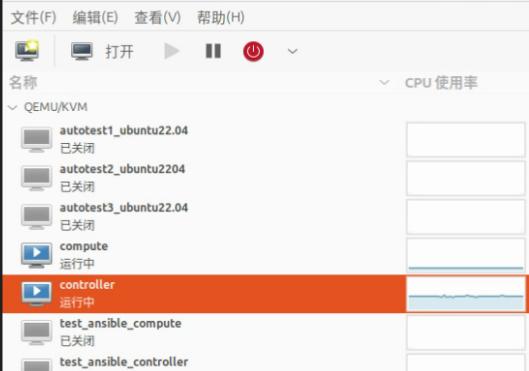 文件(F) 编辑(E) 查看(V) 帮助(H)
打开
名称 CPU 使用率
QEMU/KVM
autotest1_ubuntu22.04
已关闭
autotest2_ubuntu2204
已关闭
autotest3_ubuntu22.04
已关闭
compute
运行中
controller
运行中
test_ansible_compute
已关闭
test_ansible_controller